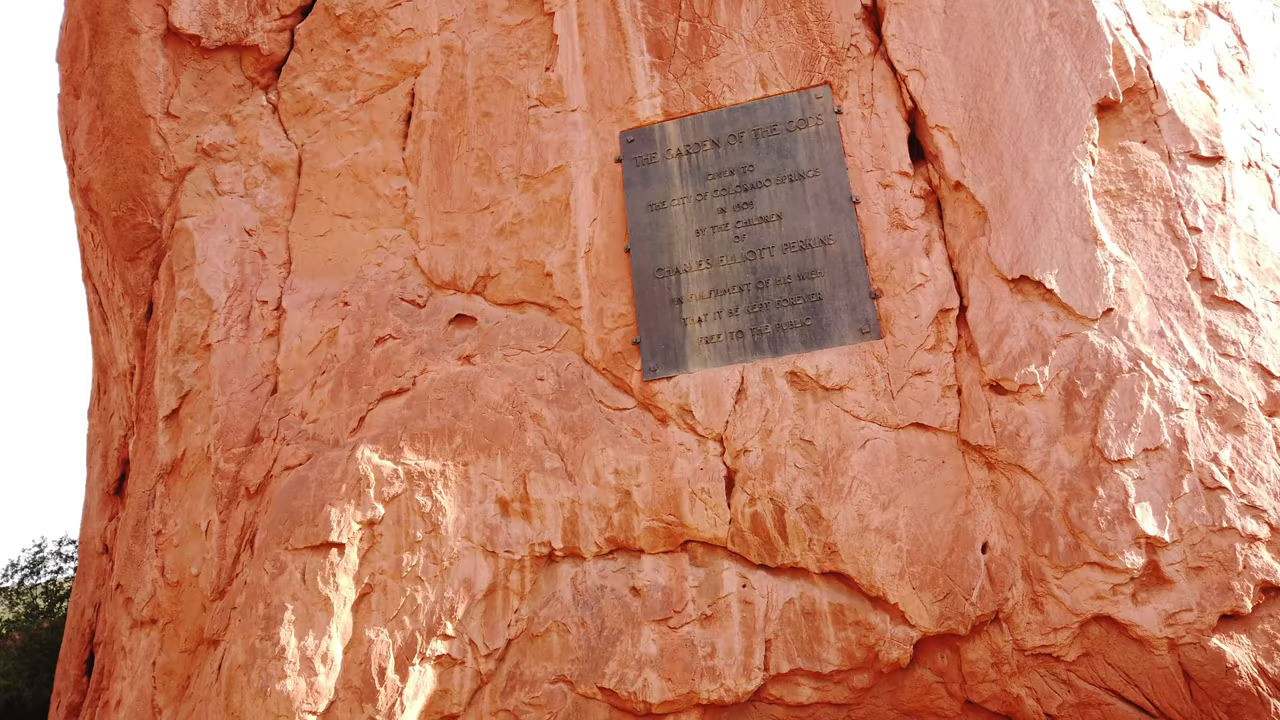 THE GARDEN OF THE GODS
GIVEN TO
THE CITY OF COLORADO SPRINGS
IN 1909
BY THE CHILDREN
OF
CHARLES ELLIOTT PERKINS
IN FULFILMENT OF HIS WISH
THAT IT BE KEPT FOREVER
FREE TO THE PUBLIC